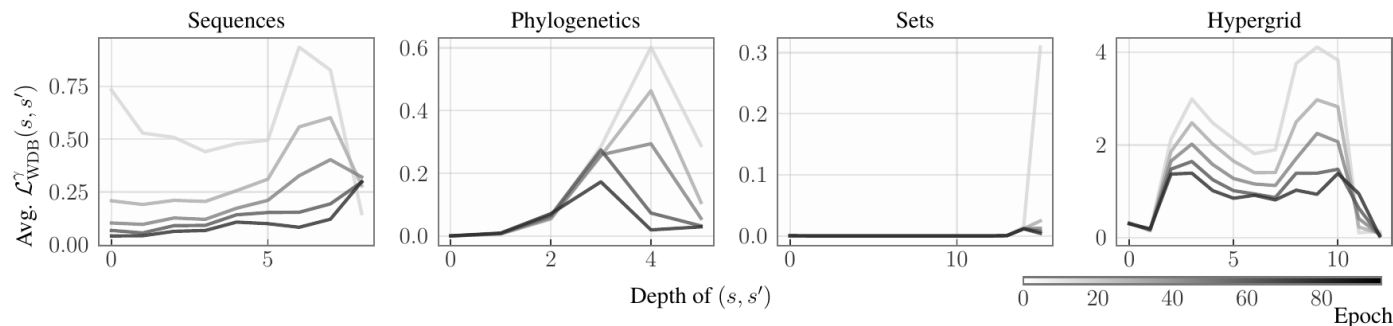 Sequences
Phylogenetics
Sets
Hypergrid
Avg. $\mathcal{L}^{\gamma}_{\mathrm{WDB}}(s, s')$
0.75
0.50
0.25
0.00
0 5
0.6
0.4
0.2
0.0
0 2 4
0.3
0.2
0.1
0.0
0 10
4
2
0
0 5 10
Depth of $(s, s')$
0 20 40 60 80
Epoch